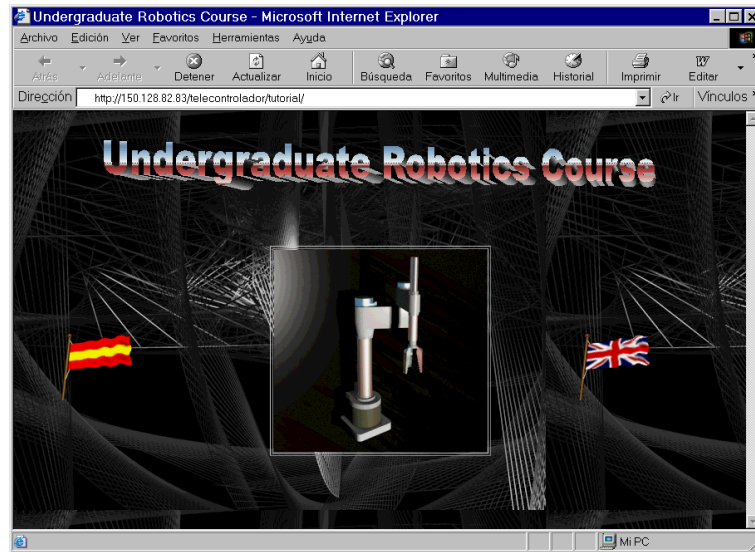 Undergraduate Robotics Course - Microsoft Internet Explorer
Archivo Edición Ver Favoritos Herramientas Ayuda
Atrás Adelante Detener Actualizar Inicio Búsqueda Favoritos Multimedia Historial Imprimir Editar
Dirección http://150.128.82.83/telecontrolador/tutorial/ Ir Vínculos
Undergraduate Robotics Course
Mi PC